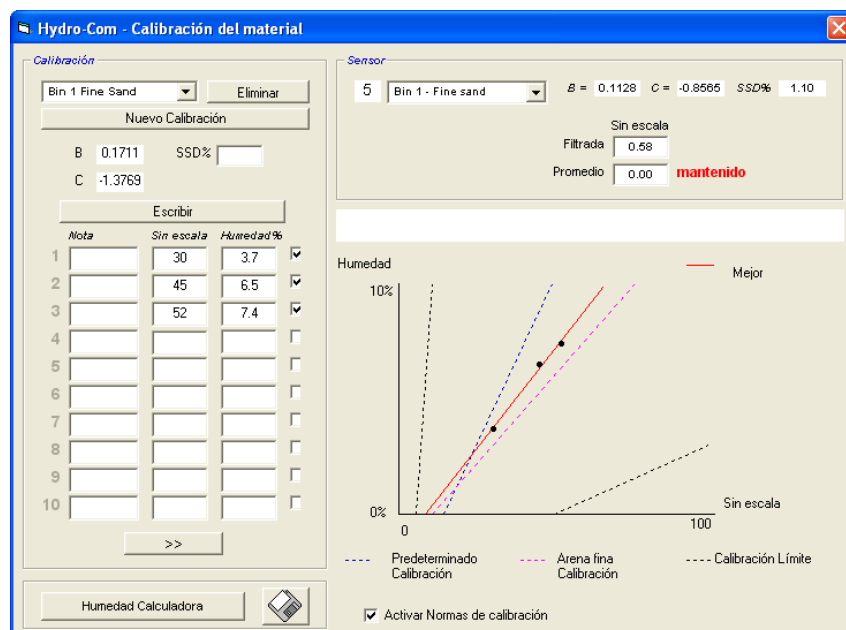 Hydro-Com - Calibración del material
Calibración
Bin 1 Fine Sand
Eliminar
Nuevo Calibración
B 0.1711 SSD%
C -1.3769
Escribir
Nota Sin escala Humedad%
1 30 3.7
2 45 6.5
3 52 7.4
4
5
6
7
8
9
10
>>
Humedad Calculadora
Sensor
5 Bin 1 - Fine sand B = 0.1128 C = -0.8565 SSD% 1.10
Sin escala
Filtrada 0.58
Promedio 0.00 mantenido
Humedad
Mejor
10%
0%
0
100
Sin escala
Predeterminado
Calibración
Arena fina
Calibración
Calibración Límite
Activar Normas de calibración